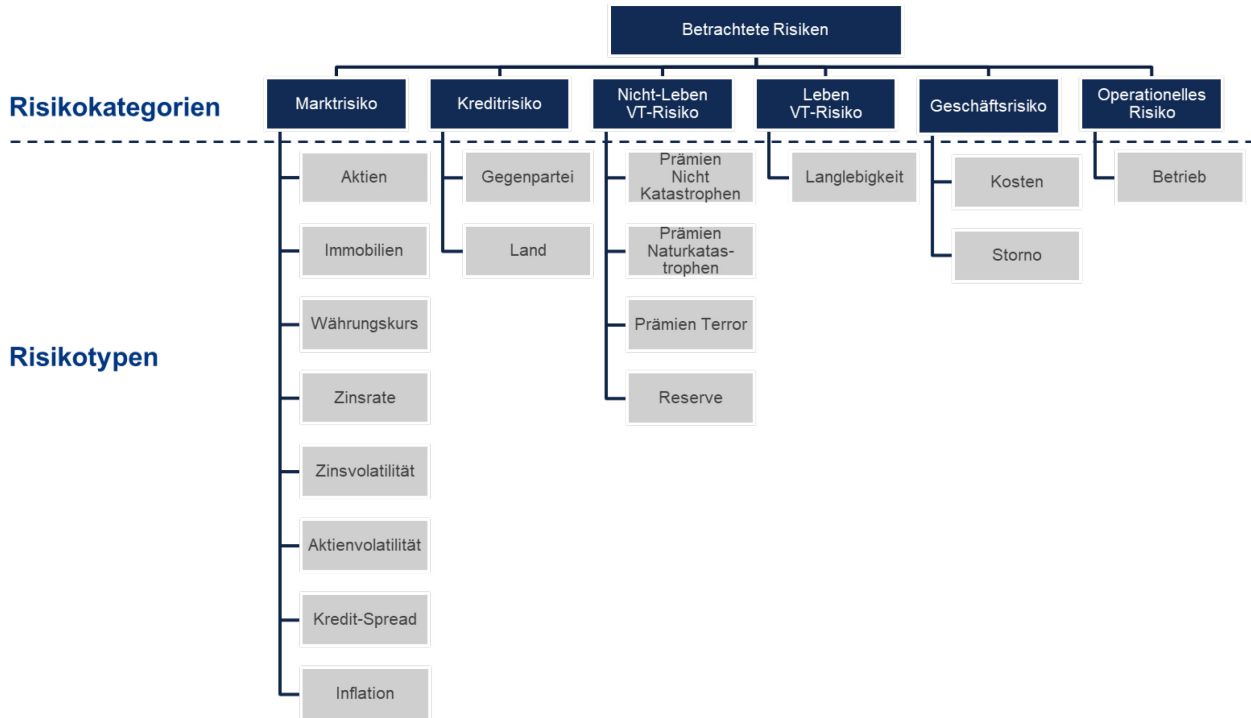 Betrachtete Risiken
Risikokategorien
Marktrisiko
Kreditrisiko
Nicht-Leben
VT-Risiko
Leben
VT-Risiko
Geschäftsrisiko
Operationelles
Risiko
Risikotypen
Aktien
Immobilien
Währungskurs
Zinsrate
Zinsvolatilität
Aktienvolatilität
Kredit-Spread
Inflation
Gegenpartei
Land
Prämien
Nicht
Katastrophen
Prämien
Naturkatas-
trophen
Prämien Terror
Reserve
Langlebigkeit
Kosten
Storno
Betrieb